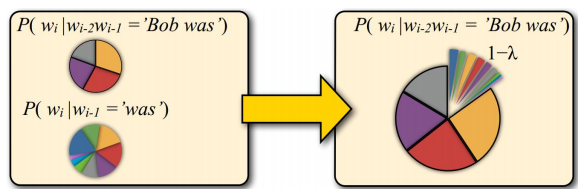 P( wᵢ |wᵢ₋₂wᵢ₋₁ = 'Bob was')
P( wᵢ |wᵢ₋₁ ='was')
P( wᵢ |wᵢ₋₂wᵢ₋₁ = 'Bob was')
1−λ